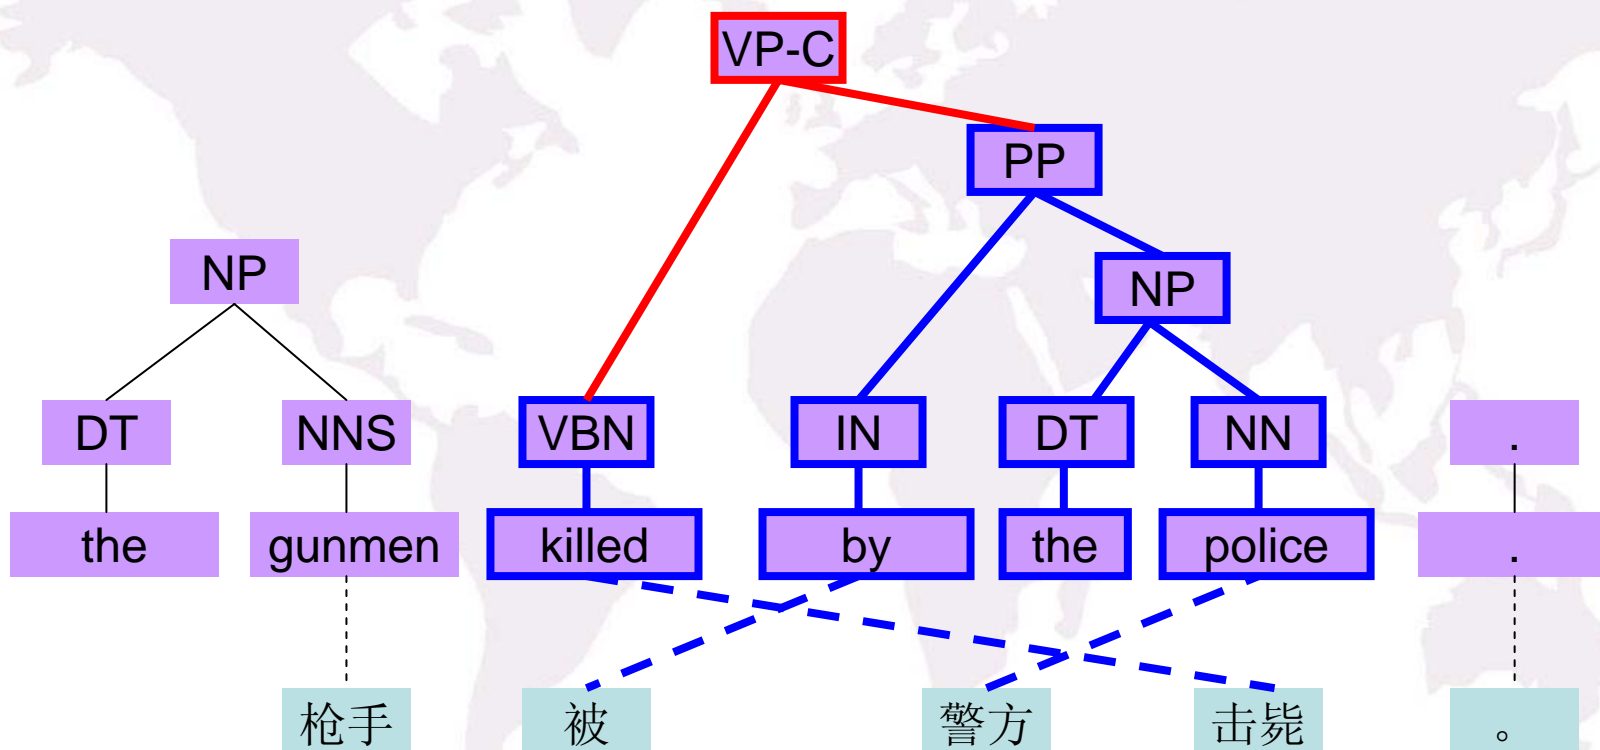 VP-C
PP
NP
NP
DT NNS VBN IN DT NN .
the gunmen killed by the police .
枪手 被 警方 击毙 。